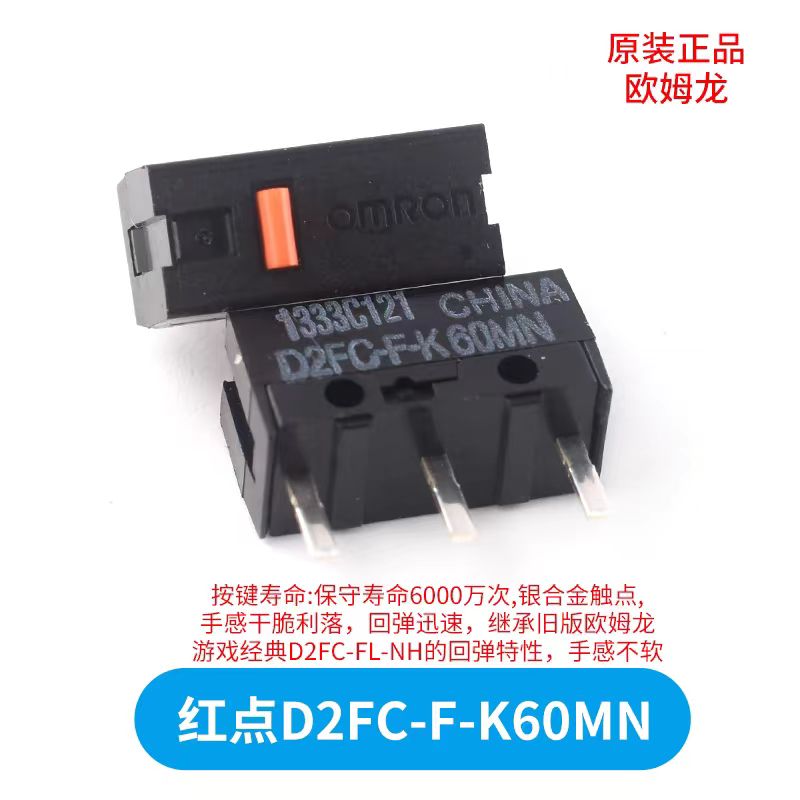 原装正品
欧姆龙
omron
1333C121 CHINA
D2FC-F-K60MN
按键寿命:保守寿命6000万次,银合金触点,
手感干脆利落，回弹迅速，继承旧版欧姆龙
游戏经典D2FC-FL-NH的回弹特性，手感不软
红点D2FC-F-K60MN